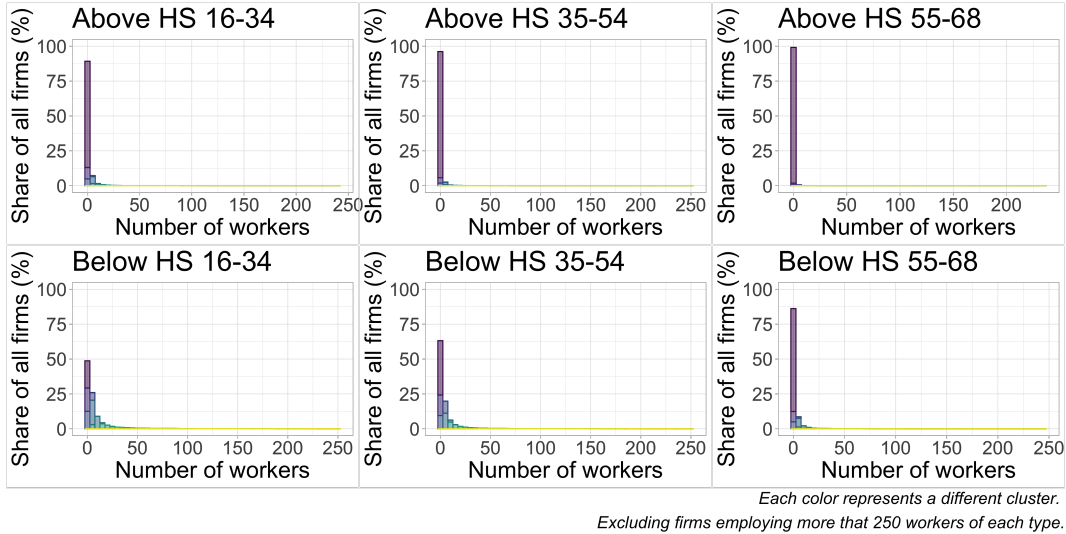 Above HS 16-34
Above HS 35-54
Above HS 55-68
Share of all firms (%)
100
75
50
25
0
0 50 100 150 200 250
Number of workers
Share of all firms (%)
100
75
50
25
0
0 50 100 150 200 250
Number of workers
Share of all firms (%)
100
75
50
25
0
0 50 100 150 200
Number of workers
Below HS 16-34
Below HS 35-54
Below HS 55-68
Share of all firms (%)
100
75
50
25
0
0 50 100 150 200 250
Number of workers
Share of all firms (%)
100
75
50
25
0
0 50 100 150 200 250
Number of workers
Share of all firms (%)
100
75
50
25
0
0 50 100 150 200 250
Number of workers
Each color represents a different cluster.
Excluding firms employing more that 250 workers of each type.